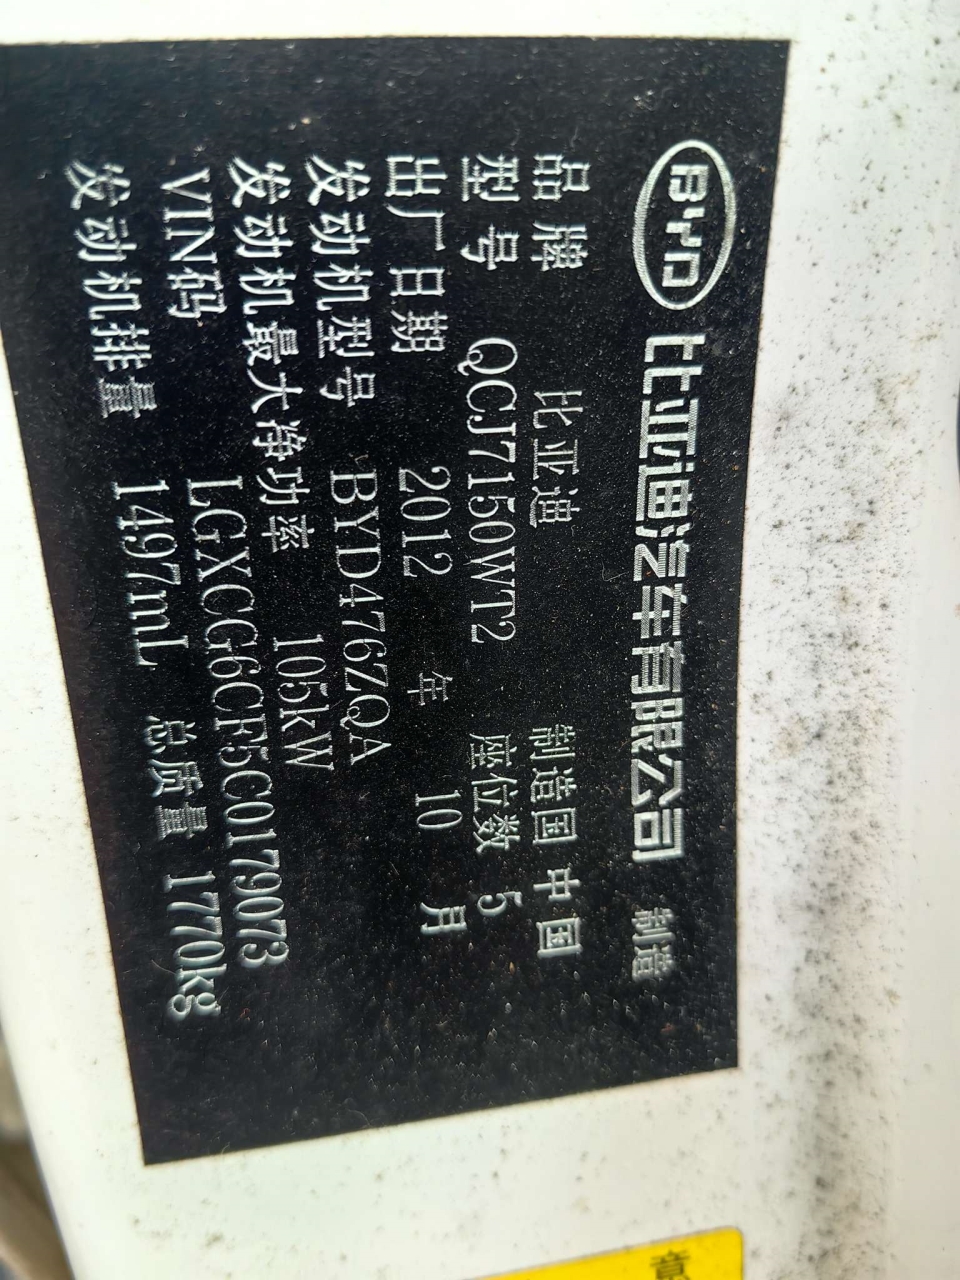 BYD 比亚迪汽车有限公司 制造
品牌 比亚迪 制造国 中国
型号 QCJ7150WT2 座位数 5
出厂日期 2012 年 10 月
发动机型号 BYD476ZQA
发动机最大净功率 105kW
VIN码 LGXCG6CF5C0179073
发动机排量 1497mL 总质量 1770kg
意